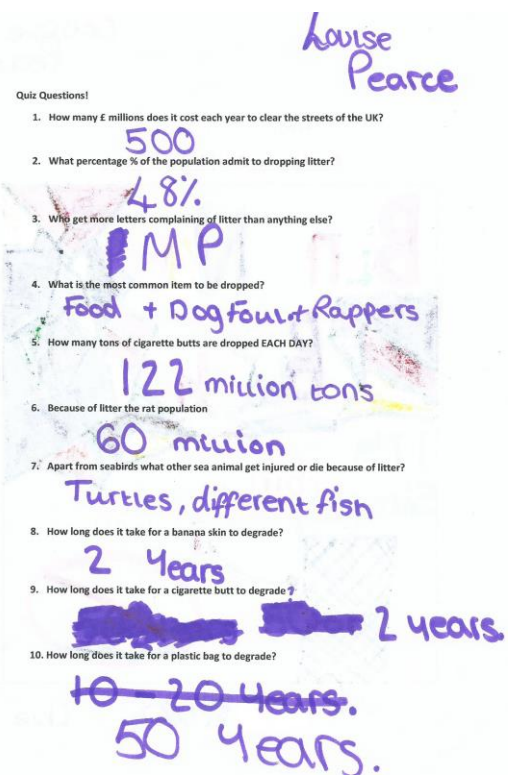 Louise
Pearce
Quiz Questions!
1. How many £ millions does it cost each year to clear the streets of the UK?
500
2. What percentage % of the population admit to dropping litter?
48%
3. Who get more letters complaining of litter than anything else?
MP
4. What is the most common item to be dropped?
Food + Dog Foul + Rappers
5. How many tons of cigarette butts are dropped EACH DAY?
122 million tons
6. Because of litter the rat population
60 million
7. Apart from seabirds what other sea animal get injured or die because of litter?
Turtles, different fish
8. How long does it take for a banana skin to degrade?
2 Years
9. How long does it take for a cigarette butt to degrade?
2 years.
10. How long does it take for a plastic bag to degrade?
10 - 20 Years.
50 Years.